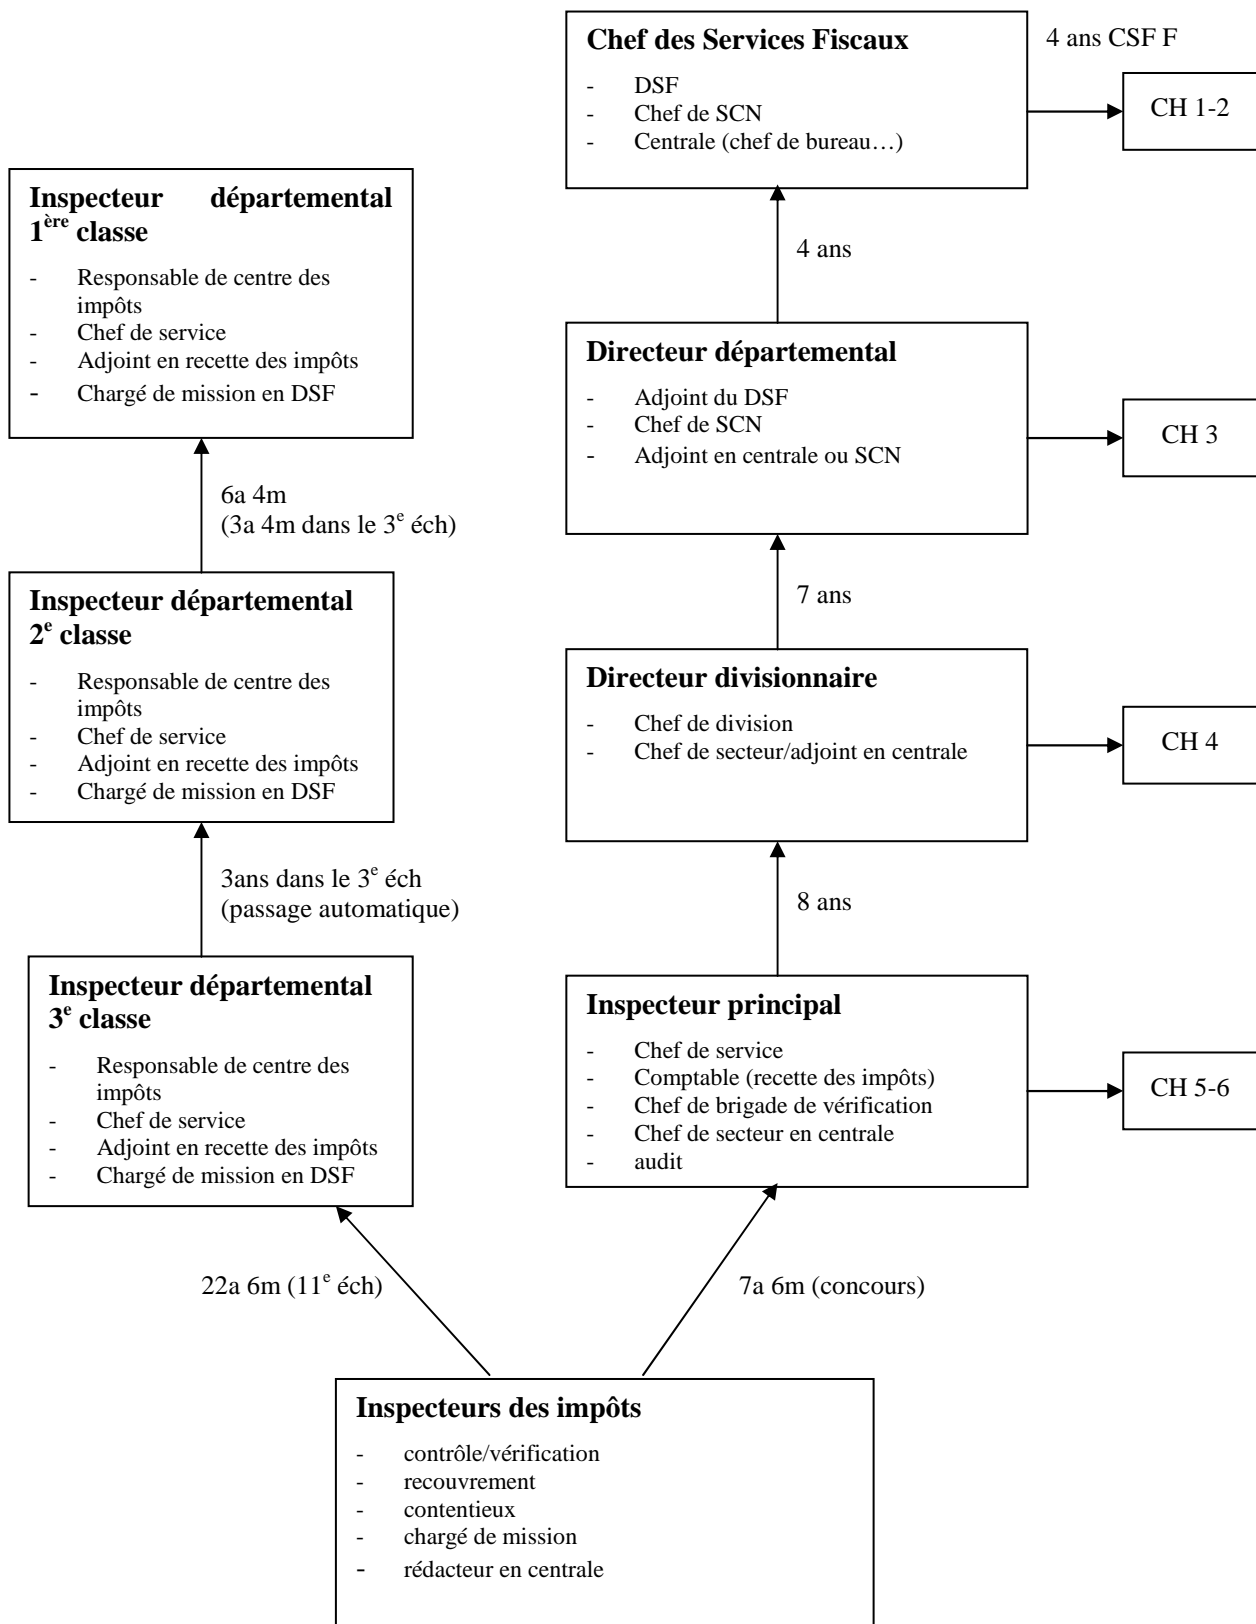 Chef des Services Fiscaux
- DSF
- Chef de SCN
- Centrale (chef de bureau…)
4 ans CSF F
CH 1-2
4 ans
Inspecteur départemental
1ère classe
- Responsable de centre des
impôts
- Chef de service
- Adjoint en recette des impôts
- Chargé de mission en DSF
Directeur départemental
- Adjoint du DSF
- Chef de SCN
- Adjoint en centrale ou SCN
CH 3
6a 4m
(3a 4m dans le 3e éch)
7 ans
Inspecteur départemental
2e classe
- Responsable de centre des
impôts
- Chef de service
- Adjoint en recette des impôts
- Chargé de mission en DSF
Directeur divisionnaire
- Chef de division
- Chef de secteur/adjoint en centrale
CH 4
3ans dans le 3e éch
(passage automatique)
8 ans
Inspecteur départemental
3e classe
- Responsable de centre des
impôts
- Chef de service
- Adjoint en recette des impôts
- Chargé de mission en DSF
Inspecteur principal
- Chef de service
- Comptable (recette des impôts)
- Chef de brigade de vérification
- Chef de secteur en centrale
- audit
CH 5-6
22a 6m (11e éch)
7a 6m (concours)
Inspecteurs des impôts
- contrôle/vérification
- recouvrement
- contentieux
- chargé de mission
- rédacteur en centrale